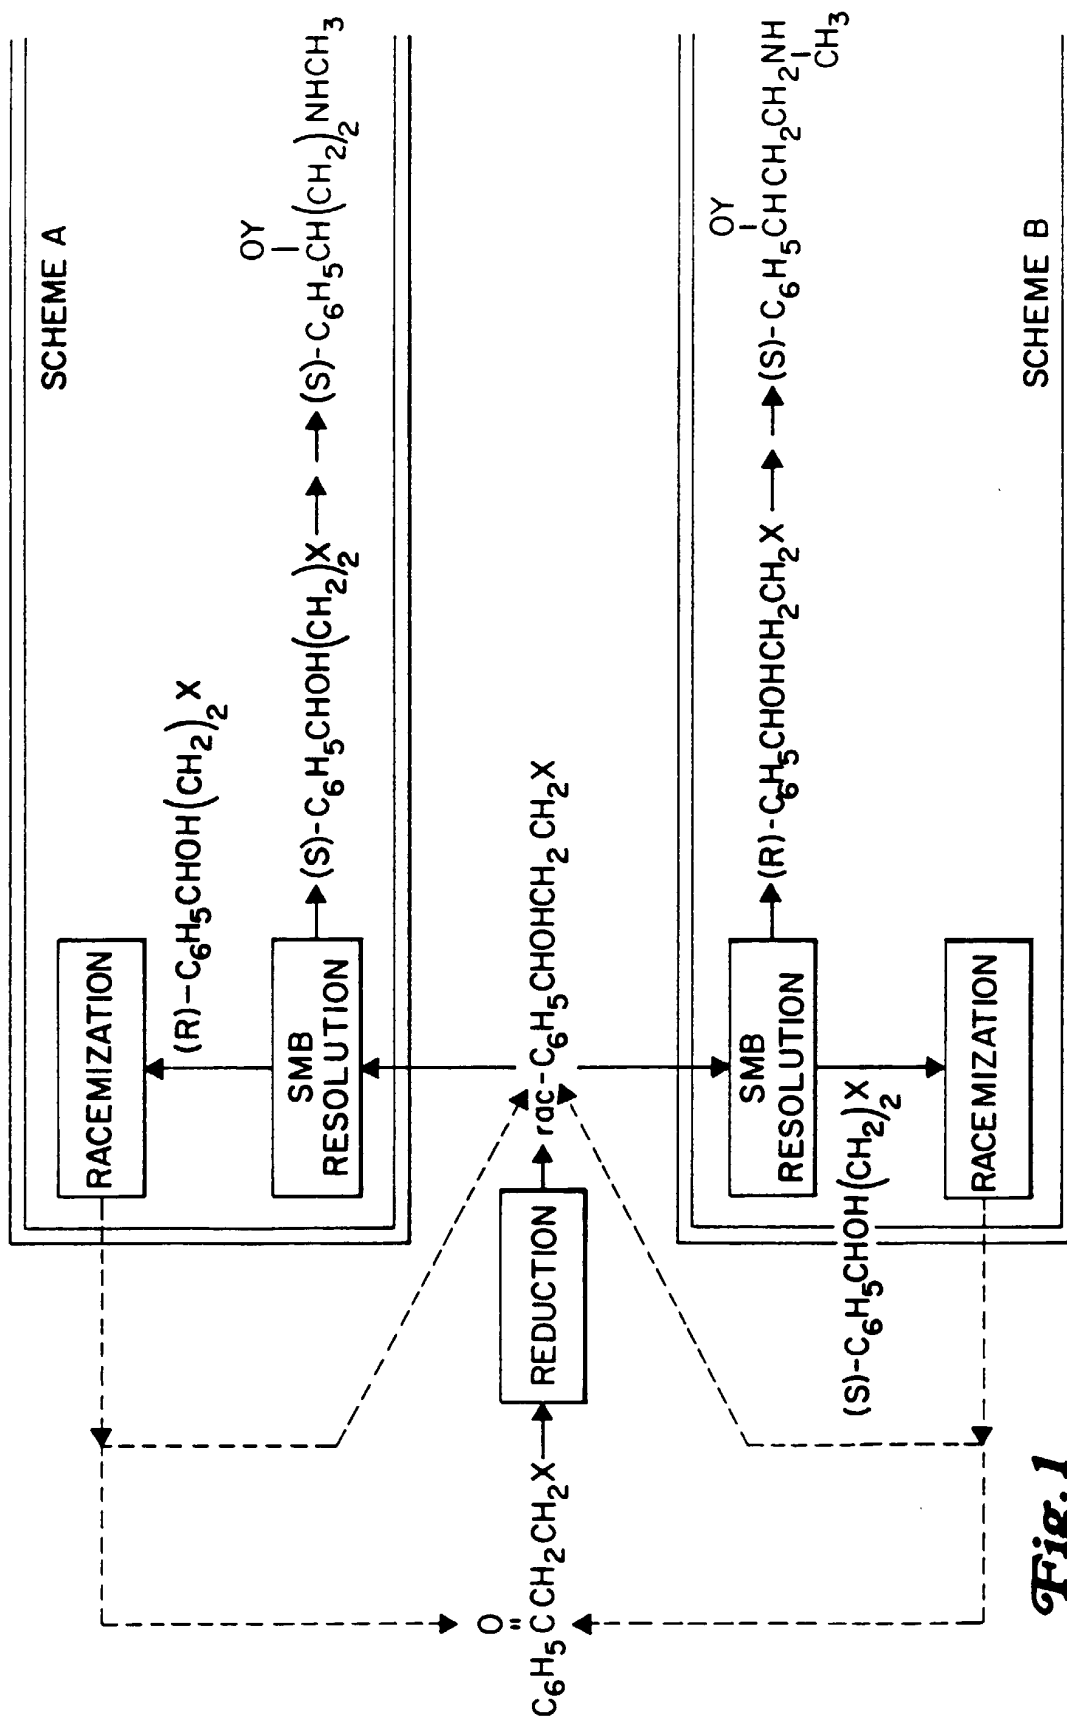 SCHEME A
RACEMIZATION
(R)-C6H5CHOH(CH2)2 X
SMB
RESOLUTION
(S)-C6H5CHOH(CH2)2X
OY
(S)-C6H5CH(CH2)2NHCH3
O
C6H5CCH2CH2X
REDUCTION
rac-C6H5CHOHCH2CH2X
SMB
RESOLUTION
(R)-C6H5CHOHCH2CH2X
OY
(S)-C6H5CHCH2CH2NH
CH3
(S)-C6H5CHOH(CH2)2X
RACEMIZATION
SCHEME B
Fig.1